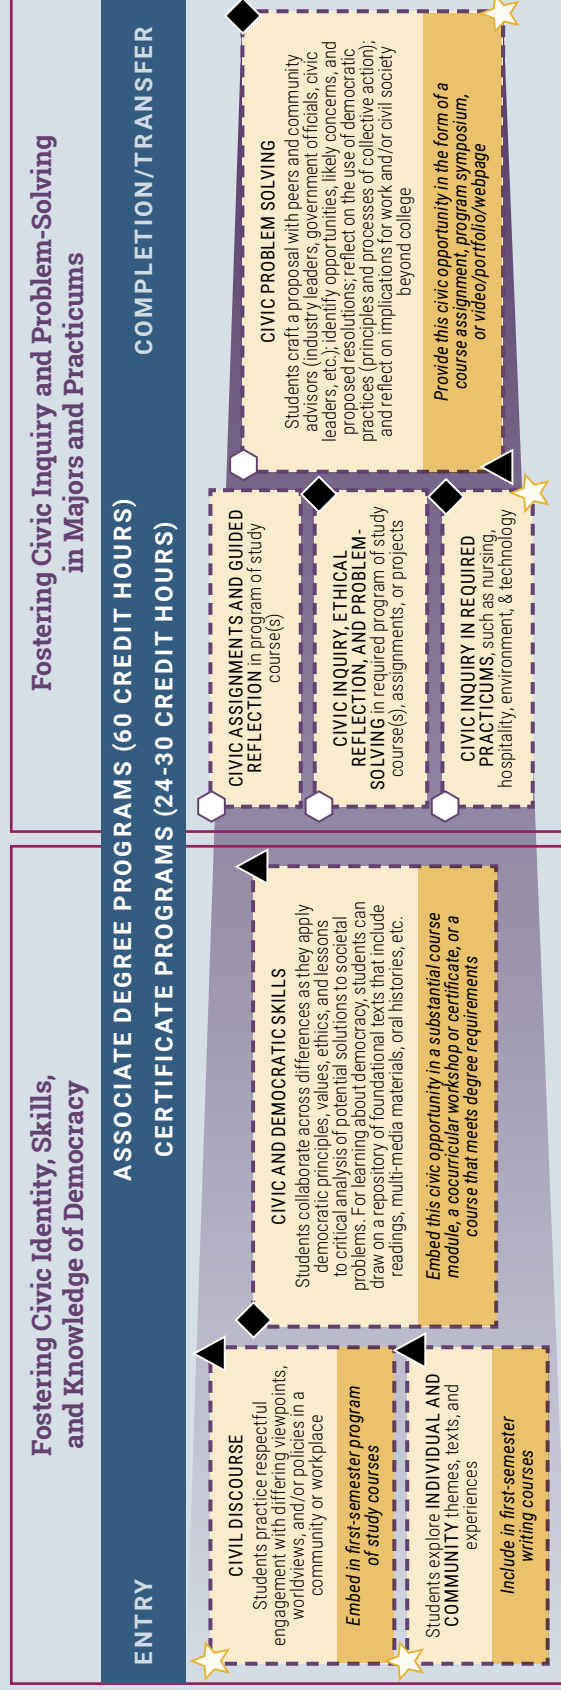 Fostering Civic Identity, Skills,
and Knowledge of Democracy
Fostering Civic Inquiry and Problem-Solving
in Majors and Practicums
ENTRY
ASSOCIATE DEGREE PROGRAMS (60 CREDIT HOURS)
CERTIFICATE PROGRAMS (24-30 CREDIT HOURS)
COMPLETION/TRANSFER
CIVIL DISCOURSE
Students practice respectful
engagement with differing viewpoints,
worldviews, and/or policies in a
community or workplace
Embed in first-semester program
of study courses
Students explore INDIVIDUAL AND
COMMUNITY themes, texts, and
experiences
Include in first-semester
writing courses
CIVIC AND DEMOCRATIC SKILLS
Students collaborate across differences as they apply
democratic principles, values, ethics, and lessons
to critical analysis of potential solutions to societal
problems. For learning about democracy, students can
draw on a repository of foundational texts that include
readings, multi-media materials, oral histories, etc.
Embed this civic opportunity in a substantial course
module, a cocurricular workshop or certificate, or a
course that meets degree requirements
CIVIC ASSIGNMENTS AND GUIDED
REFLECTION in program of study
course(s)
CIVIC INQUIRY, ETHICAL
REFLECTION, AND PROBLEM-
SOLVING in required program of study
course(s), assignments, or projects
CIVIC INQUIRY IN REQUIRED
PRACTICUMS, such as nursing,
hospitality, environment, & technology
CIVIC PROBLEM SOLVING
Students craft a proposal with peers and community
advisors (industry leaders, government officials, civic
leaders, etc.); identify opportunities, likely concerns, and
proposed resolutions; reflect on the use of democratic
practices (principles and processes of collective action);
and reflect on implications for work and/or civil society
beyond college
Provide this civic opportunity in the form of a
course assignment, program symposium,
or video/portfolio/webpage